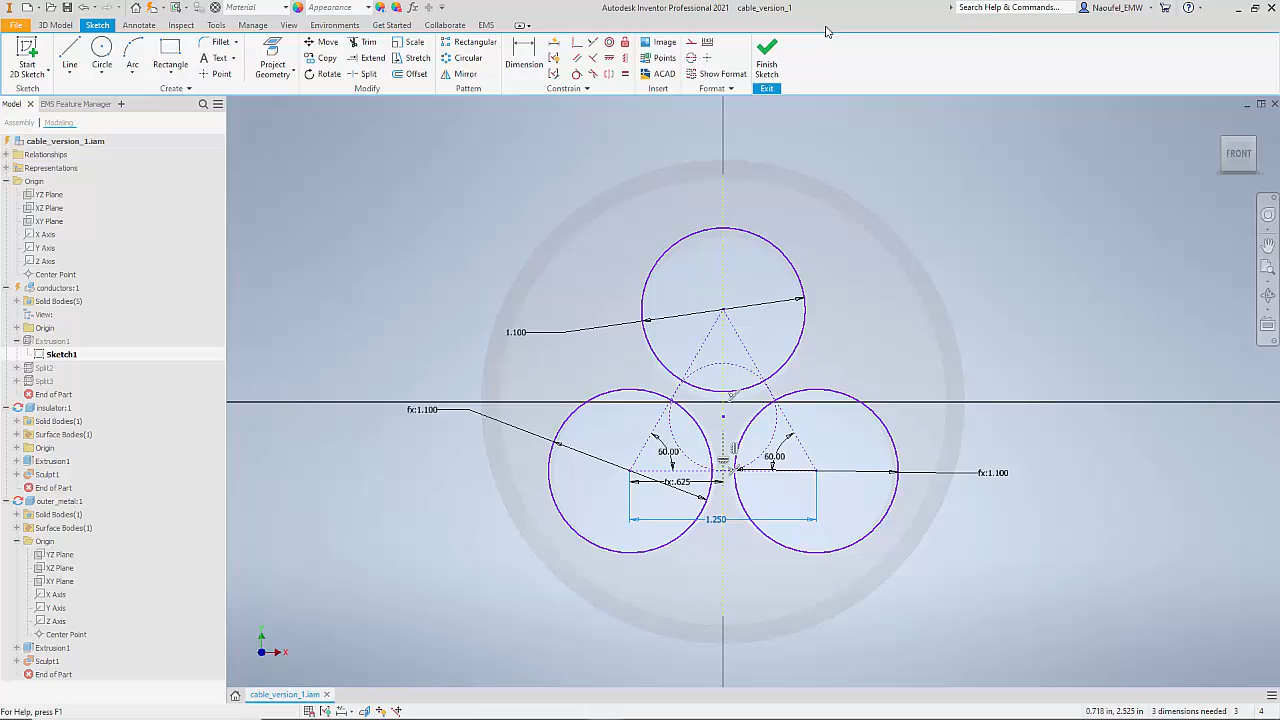 Material
Appearance
Autodesk Inventor Professional 2021 cable_version_1
Search Help & Commands...
Naoufel_EMW
File
3D Model
Sketch
Annotate
Inspect
Tools
Manage
View
Environments
Get Started
Collaborate
EMS
Start
2D Sketch
Line
Circle
Arc
Rectangle
Fillet
Text
Point
Project
Geometry
Move
Copy
Rotate
Trim
Extend
Split
Scale
Stretch
Offset
Rectangular
Circular
Mirror
Dimension
Image
Points
ACAD
Show Format
Finish
Sketch
Sketch
Create
Modify
Pattern
Constrain
Insert
Format
Exit
Model
EMS Feature Manager
Assembly
Modeling
cable_version_1.iam
Relationships
Representations
Origin
YZ Plane
XZ Plane
XY Plane
X Axis
Y Axis
Z Axis
Center Point
conductors:1
Solid Bodies(5)
View:
Origin
Extrusion1
Sketch1
Split2
Split3
End of Part
insulator:1
Solid Bodies(1)
Surface Bodies(1)
Origin
Extrusion1
Sculpt1
End of Part
outer_metal:1
Solid Bodies(1)
Surface Bodies(1)
Origin
YZ Plane
XZ Plane
XY Plane
X Axis
Y Axis
Z Axis
Center Point
Extrusion1
Sculpt1
End of Part
FRONT
1.100
fx:1.100
60.00
60.00
fx:1.100
fx:.625
1.250
Y
X
cable_version_1.iam
For Help, press F1
0.718 in, 2.525 in
3 dimensions needed
3
4